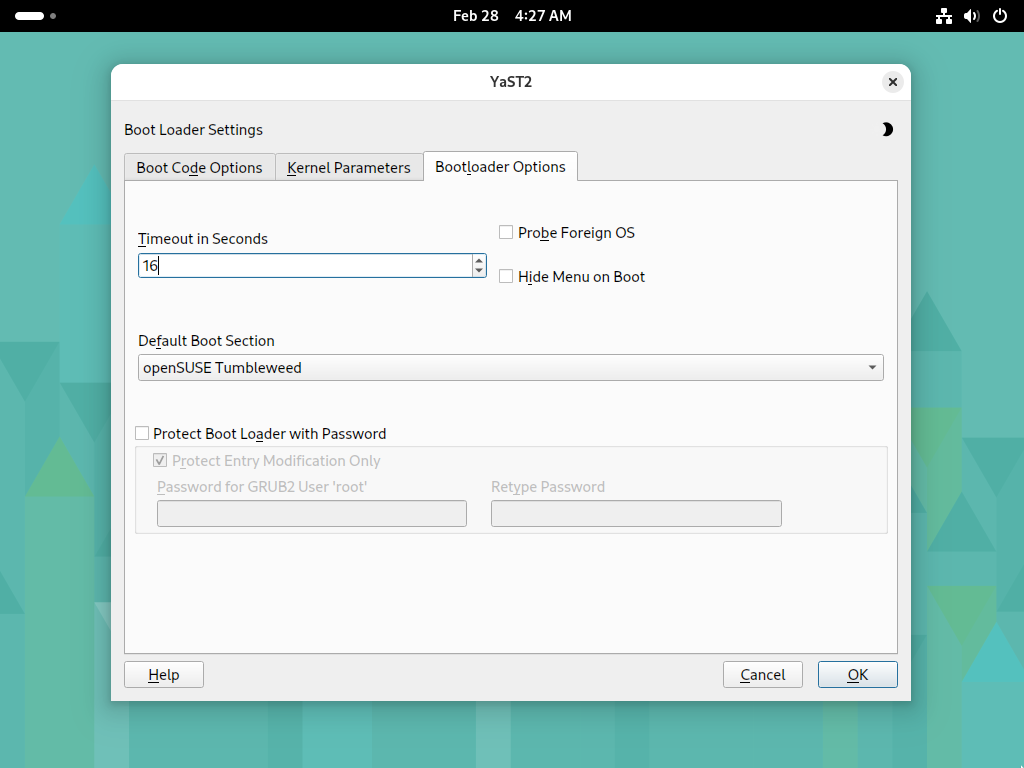 Feb 28 4:27 AM
YaST2
Boot Loader Settings
Boot Code Options Kernel Parameters Bootloader Options
Timeout in Seconds
16
Probe Foreign OS
Hide Menu on Boot
Default Boot Section
openSUSE Tumbleweed
Protect Boot Loader with Password
Protect Entry Modification Only
Password for GRUB2 User 'root' Retype Password
Help Cancel OK